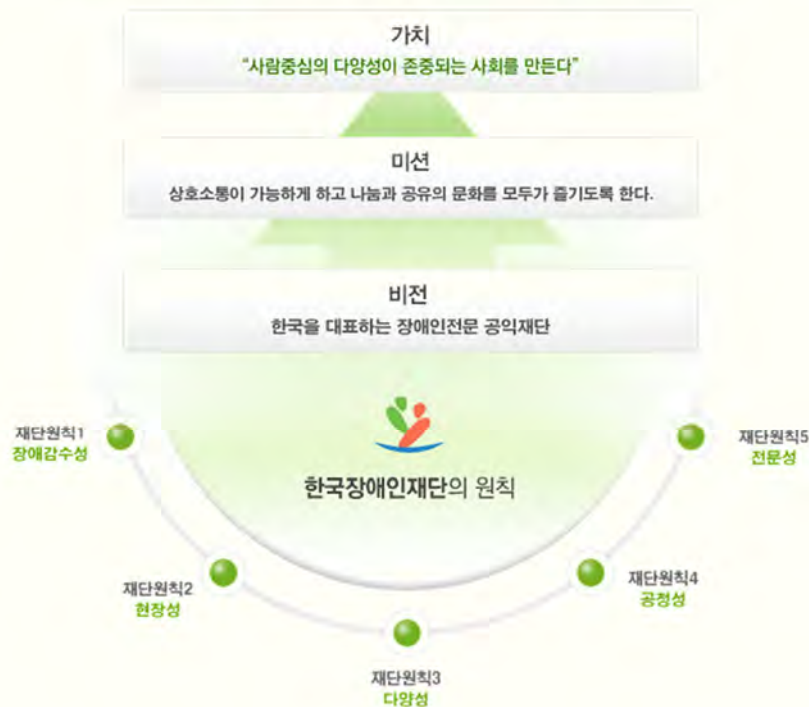 가치
“사람중심의 다양성이 존중되는 사회를 만든다”
미션
상호소통이 가능하게 하고 나눔과 공유의 문화를 모두가 즐기도록 한다.
비전
한국을 대표하는 장애인전문 공익재단
한국장애인재단의 원칙
재단원칙1
장애감수성
재단원칙2
현장성
재단원칙3
다양성
재단원칙4
공정성
재단원칙5
전문성